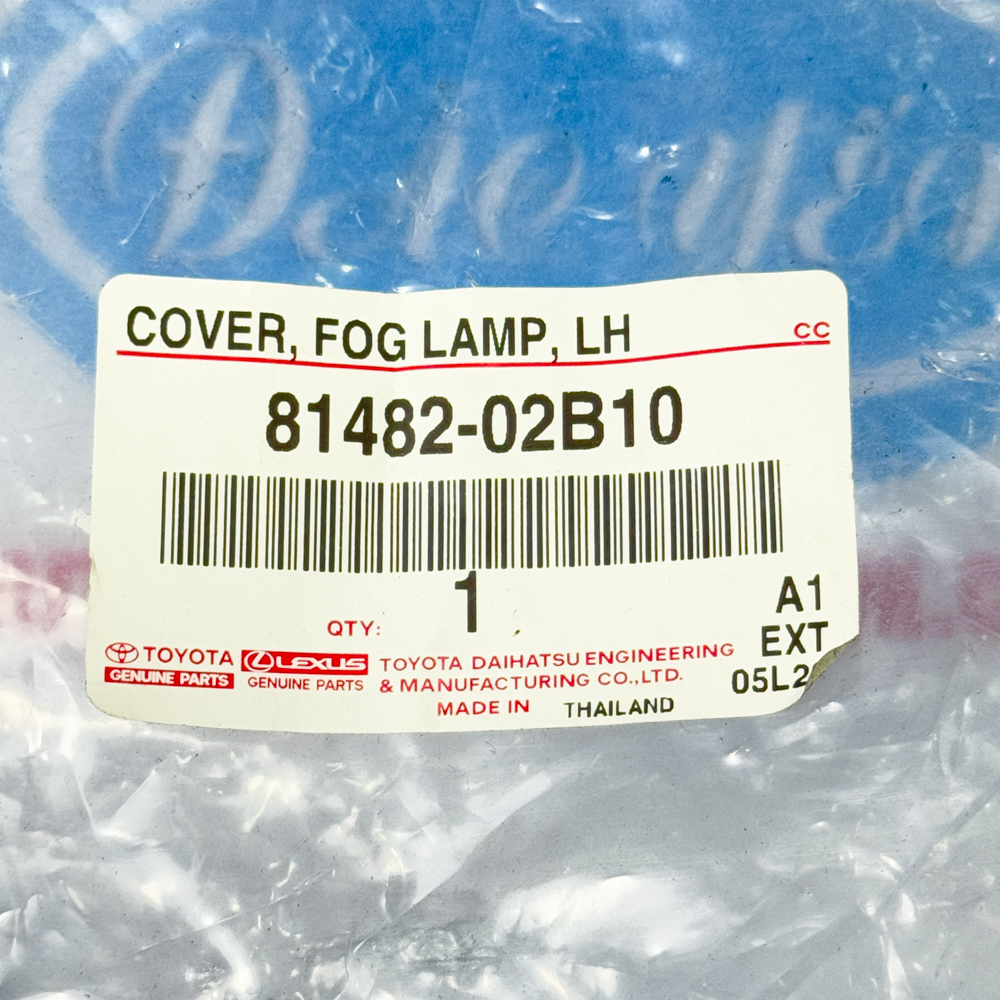 COVER, FOG LAMP, LH
CC
81482-02B10
1
QTY:
A1
EXT
05L2
TOYOTA
GENUINE PARTS
LEXUS
GENUINE PARTS
TOYOTA DAIHATSU ENGINEERING
& MANUFACTURING CO.,LTD.
MADE IN THAILAND